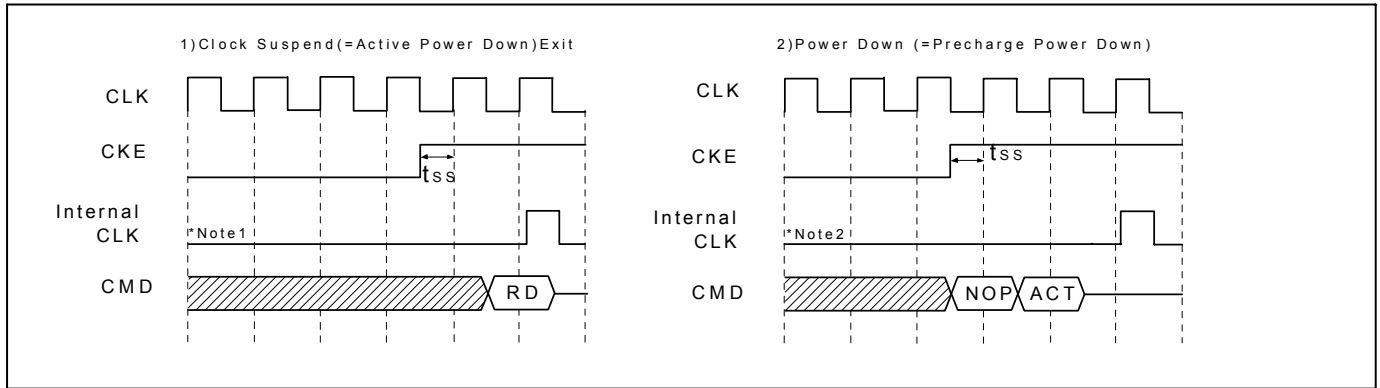 1)Clock Suspend(=Active Power Down)Exit
CLK
CKE
tss
Internal
CLK
*Note1
CMD
RD
2)Power Down (=Precharge Power Down)
CLK
CKE
tss
Internal
CLK
*Note2
CMD
NOP
ACT